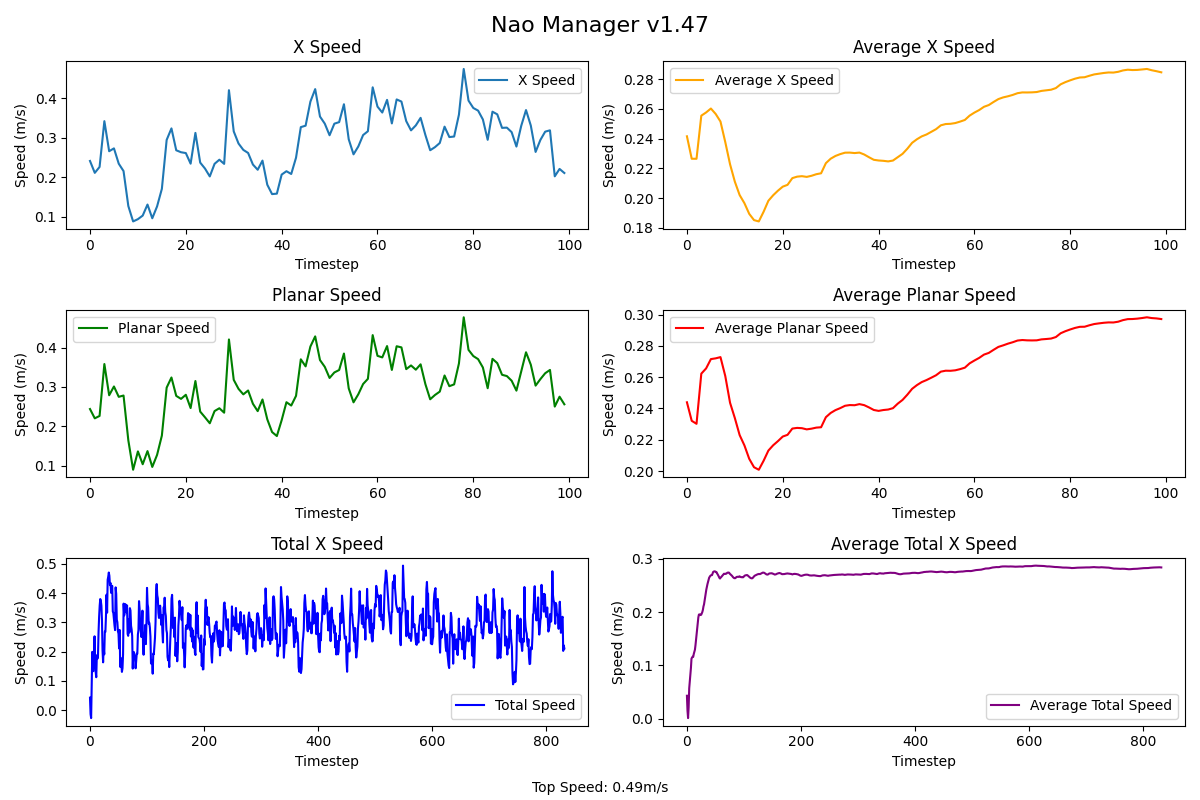 Nao Manager v1.47
X Speed
Speed (m/s)
0.4
0.3
0.2
0.1
X Speed
0 20 40 60 80 100
Timestep
Average X Speed
Speed (m/s)
0.28
0.26
0.24
0.22
0.20
0.18
Average X Speed
0 20 40 60 80 100
Timestep
Planar Speed
Speed (m/s)
0.4
0.3
0.2
0.1
Planar Speed
0 20 40 60 80 100
Timestep
Average Planar Speed
Speed (m/s)
0.30
0.28
0.26
0.24
0.22
0.20
Average Planar Speed
0 20 40 60 80 100
Timestep
Total X Speed
Speed (m/s)
0.5
0.4
0.3
0.2
0.1
0.0
Total Speed
0 200 400 600 800
Timestep
Average Total X Speed
Speed (m/s)
0.3
0.2
0.1
0.0
Average Total Speed
0 200 400 600 800
Timestep
Top Speed: 0.49m/s